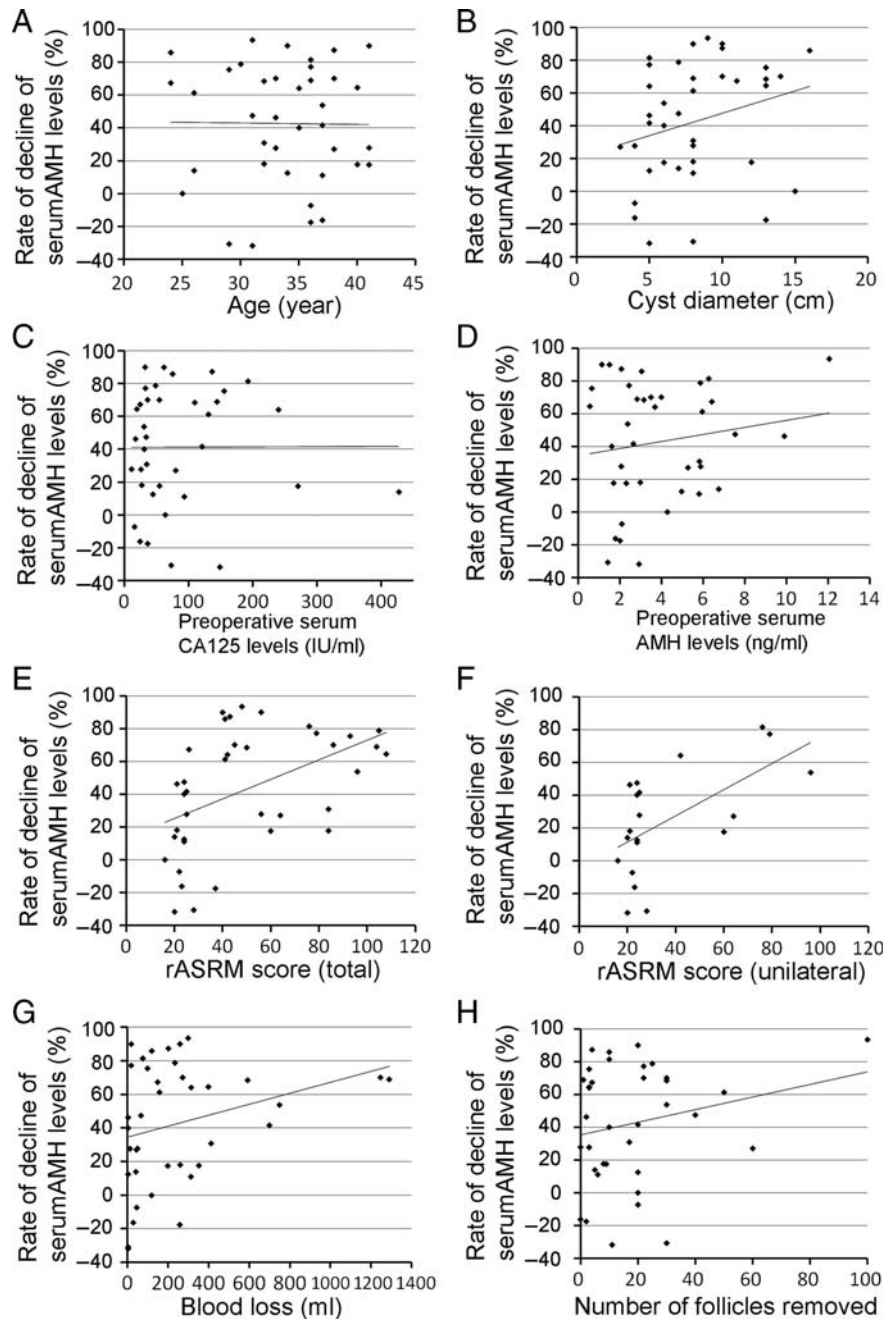 A
Rate of decline of
serumAMH levels (%)
100
80
60
40
20
0
–20
–40
20 25 30 35 40 45
Age (year)
B
Rate of decline of
serumAMH levels (%)
100
80
60
40
20
0
–20
–40
0 5 10 15 20
Cyst diameter (cm)
C
Rate of decline of
serumAMH levels (%)
100
80
60
40
20
0
–20
–40
0 100 200 300 400
Preoperative serum
CA125 levels (IU/ml)
D
Rate of decline of
serumAMH levels (%)
100
80
60
40
20
0
–20
–40
0 2 4 6 8 10 12 14
Preoperative serume
AMH levels (ng/ml)
E
Rate of decline of
serumAMH levels (%)
100
80
60
40
20
0
–20
–40
0 20 40 60 80 100 120
rASRM score (total)
F
Rate of decline of
serumAMH levels (%)
100
80
60
40
20
0
–20
–40
0 20 40 60 80 100 120
rASRM score (unilateral)
G
Rate of decline of
serumAMH levels (%)
100
80
60
40
20
0
–20
–40
0 200 400 600 800 1000 1200 1400
Blood loss (ml)
H
Rate of decline of
serumAMH levels (%)
100
80
60
40
20
0
–20
–40
0 20 40 60 80 100
Number of follicles removed